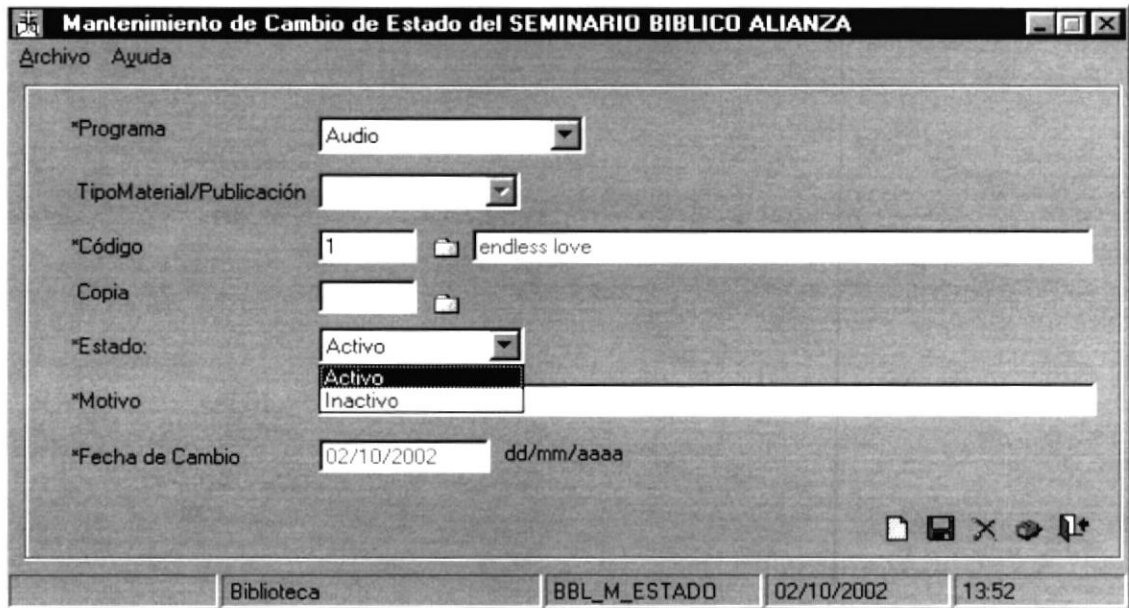 Mantenimiento de Cambio de Estado del SEMINARIO BIBLICO ALIANZA
Archivo Ayuda
*Programa Audio
TipoMaterial/Publicación
*Código 1 endless love
Copia
*Estado: Activo
Activo
Inactivo
*Motivo
*Fecha de Cambio 02/10/2002 dd/mm/aaaa
Biblioteca BBL_M_ESTADO 02/10/2002 13:52